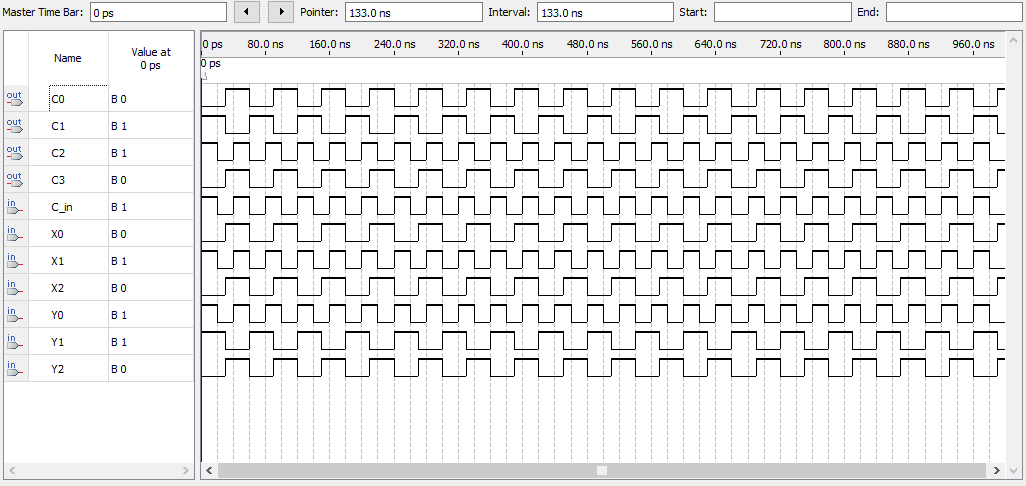 Master Time Bar: 0 ps Pointer: 133.0 ns Interval: 133.0 ns Start: End:
Name Value at 0 ps
0 ps 80.0 ns 160.0 ns 240.0 ns 320.0 ns 400.0 ns 480.0 ns 560.0 ns 640.0 ns 720.0 ns 800.0 ns 880.0 ns 960.0 ns
0 ps
out C0 B 0
out C1 B 1
out C2 B 1
out C3 B 0
in C_in B 1
in X0 B 0
in X1 B 1
in X2 B 0
in Y0 B 1
in Y1 B 1
in Y2 B 0